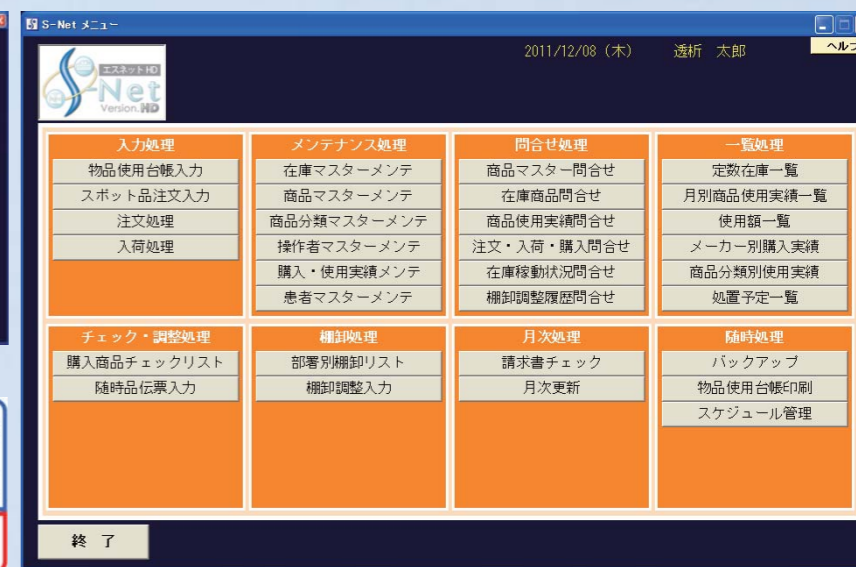 S-Net メニュー
2011/12/08（木） 透析 太郎 ヘルプ
エスネットHD
S-Net
Version.HD
入力処理
物品使用台帳入力
スポット品注文入力
注文処理
入荷処理
メンテナンス処理
在庫マスターメンテ
商品マスターメンテ
商品分類マスターメンテ
操作者マスターメンテ
購入・使用実績メンテ
患者マスターメンテ
問合せ処理
商品マスター問合せ
在庫商品問合せ
商品使用実績問合せ
注文・入荷・購入問合せ
在庫稼動状況問合せ
棚卸調整履歴問合せ
一覧処理
定数在庫一覧
月別商品使用実績一覧
使用額一覧
メーカー別購入実績
商品分類別使用実績
処置予定一覧
チェック・調整処理
購入商品チェックリスト
随時品伝票入力
棚卸処理
部署別棚卸リスト
棚卸調整入力
月次処理
請求書チェック
月次更新
随時処理
バックアップ
物品使用台帳印刷
スケジュール管理
終 了